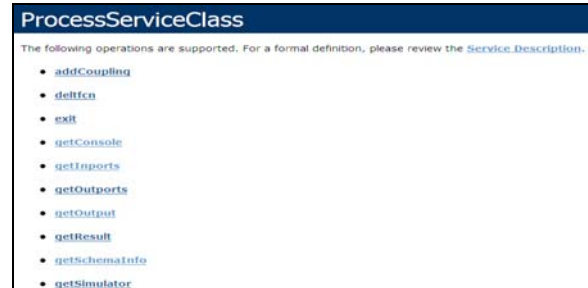 ProcessServiceClass
The following operations are supported. For a formal definition, please review the Service Description.
addCoupling
deltfcn
exit
getConsole
getInports
getOutports
getOutput
getResult
getSchemaInfo
getSimulator